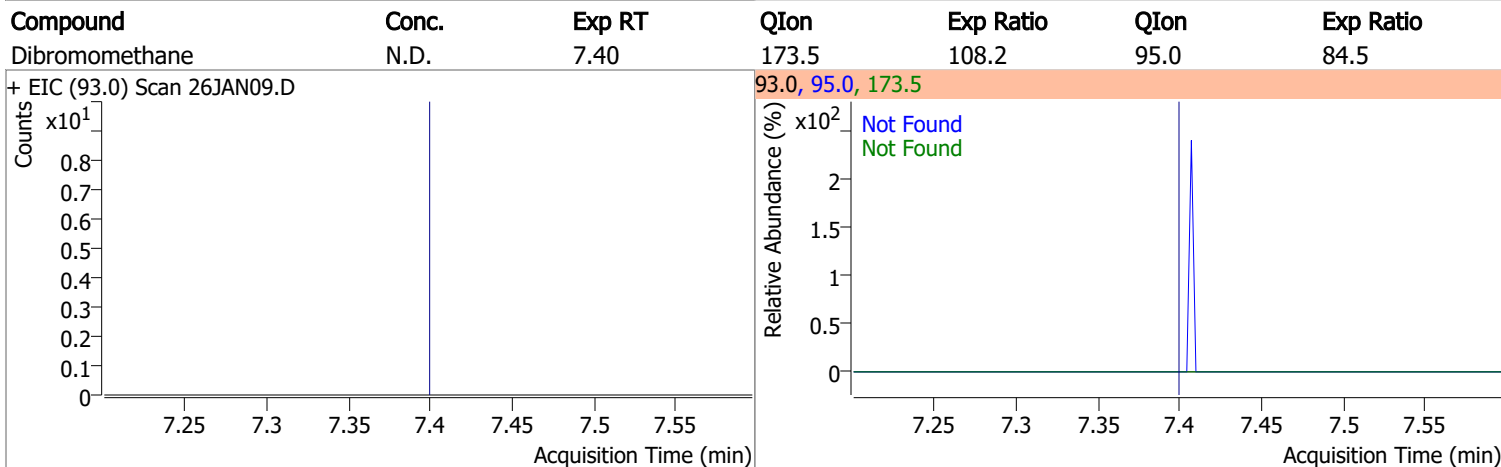 Compound Conc. Exp RT QIon Exp Ratio QIon Exp Ratio
Dibromomethane N.D. 7.40 173.5 108.2 95.0 84.5
+ EIC (93.0) Scan 26JAN09.D
Counts
x10^1
0.8
0.7
0.6
0.5
0.4
0.3
0.2
0.1
0
7.25 7.3 7.35 7.4 7.45 7.5 7.55
Acquisition Time (min)
93.0, 95.0, 173.5
Relative Abundance (%)
x10^2
Not Found
Not Found
2
1.5
1
0.5
0
7.25 7.3 7.35 7.4 7.45 7.5 7.55
Acquisition Time (min)